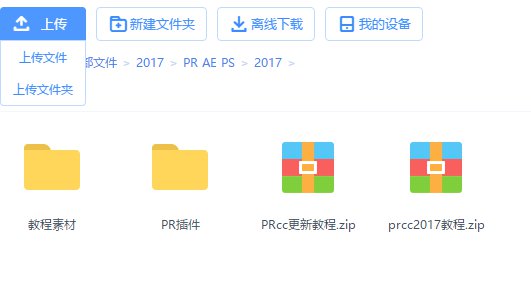 上传 新建文件夹 离线下载 我的设备
上传文件
部文件 > 2017 > PR AE PS > 2017 >
上传文件夹
教程素材 PR插件 PRcc更新教程.zip prcc2017教程.zip